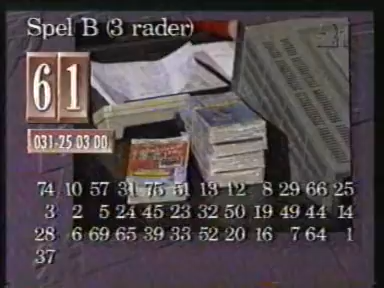 Spel B (3 rader)
61
031-75 03 00
74 10 57 31 75 51 13 12 8 29 66 25
3 2 5 24 45 23 32 50 19 49 44 14
28 6 69 65 39 33 52 20 16 7 64 1
37